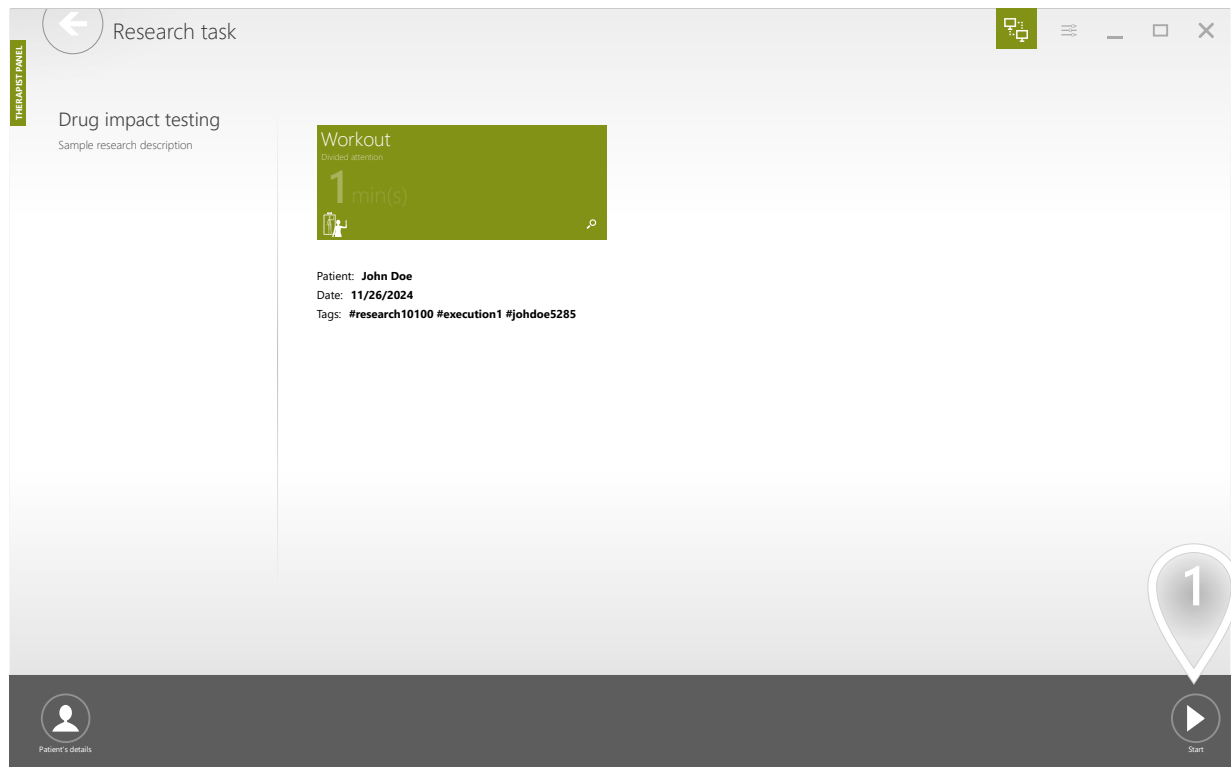 Research task
THERAPIST PANEL
Drug impact testing
Sample research description
Workout
Divided attention
1 min(s)
Patient: John Doe
Date: 11/26/2024
Tags: #research10100 #execution1 #johdoe5285
1
Patient's details
Start